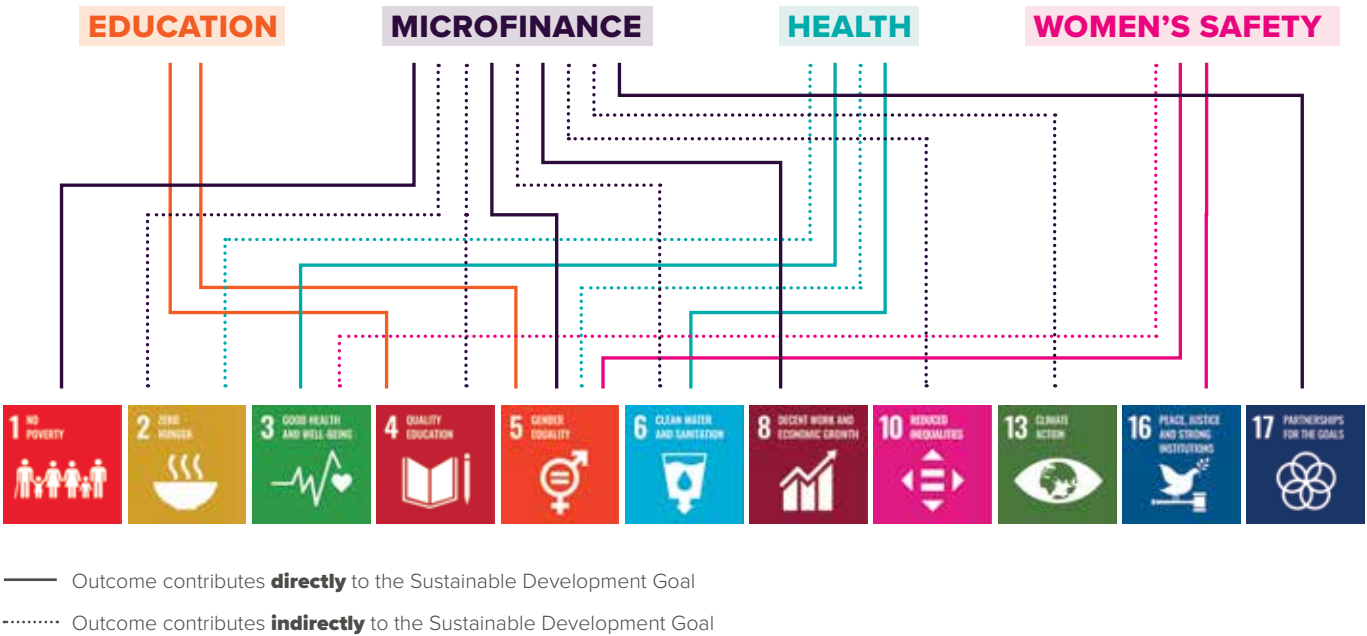 EDUCATION
MICROFINANCE
HEALTH
WOMEN'S SAFETY
1 NO
POVERTY
2 ZERO
HUNGER
3 GOOD HEALTH
AND WELL-BEING
4 QUALITY
EDUCATION
5 GENDER
EQUALITY
6 CLEAN WATER
AND SANITATION
8 DECENT WORK AND
ECONOMIC GROWTH
10 REDUCED
INEQUALITIES
13 CLIMATE
ACTION
16 PEACE, JUSTICE
AND STRONG
INSTITUTIONS
17 PARTNERSHIPS
FOR THE GOALS
Outcome contributes directly to the Sustainable Development Goal
Outcome contributes indirectly to the Sustainable Development Goal